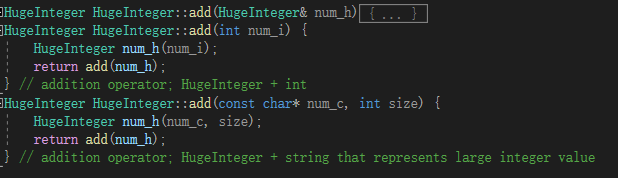 HugeInteger HugeInteger::add(HugeInteger& num_h){ ... }
HugeInteger HugeInteger::add(int num_i) {
HugeInteger num_h(num_i);
return add(num_h);
} // addition operator; HugeInteger + int
HugeInteger HugeInteger::add(const char* num_c, int size) {
HugeInteger num_h(num_c, size);
return add(num_h);
} // addition operator; HugeInteger + string that represents large integer value